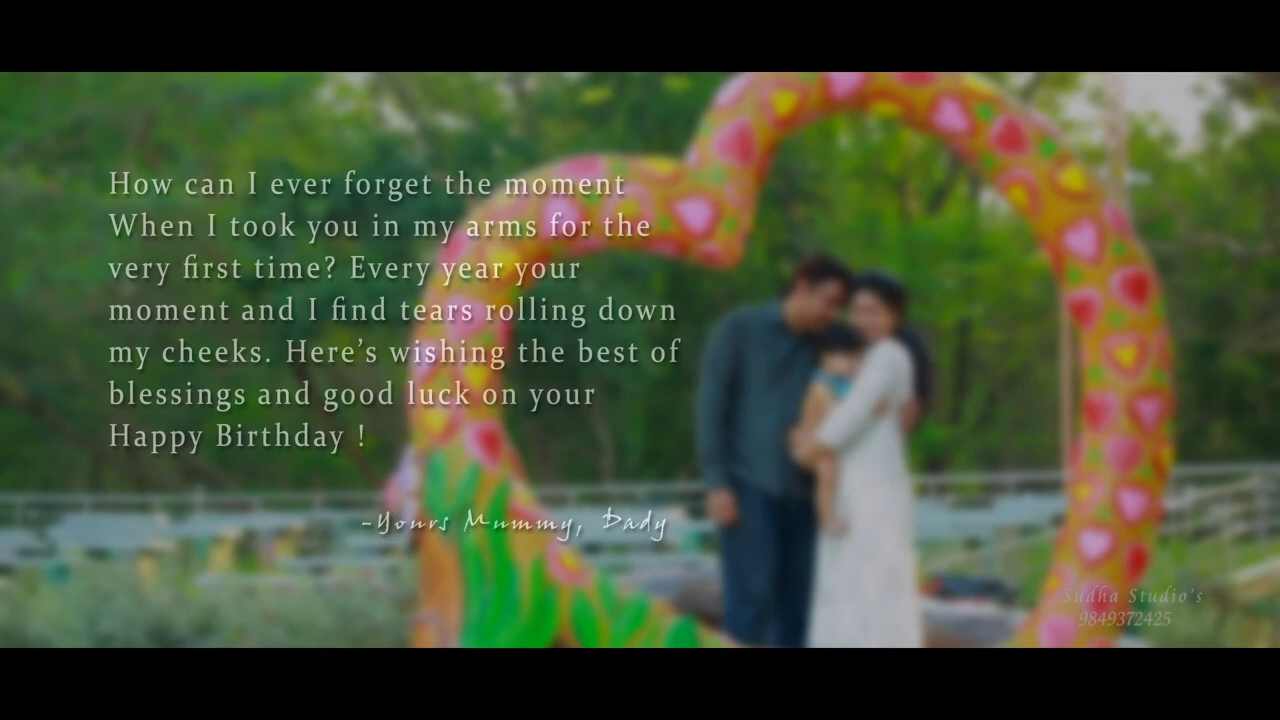 How can I ever forget the moment
When I took you in my arms for the
very first time? Every year your
moment and I find tears rolling down
my cheeks. Here’s wishing the best of
blessings and good luck on your
Happy Birthday !
-Yours Mummy, Dady
Sudha Studio's
9849372425